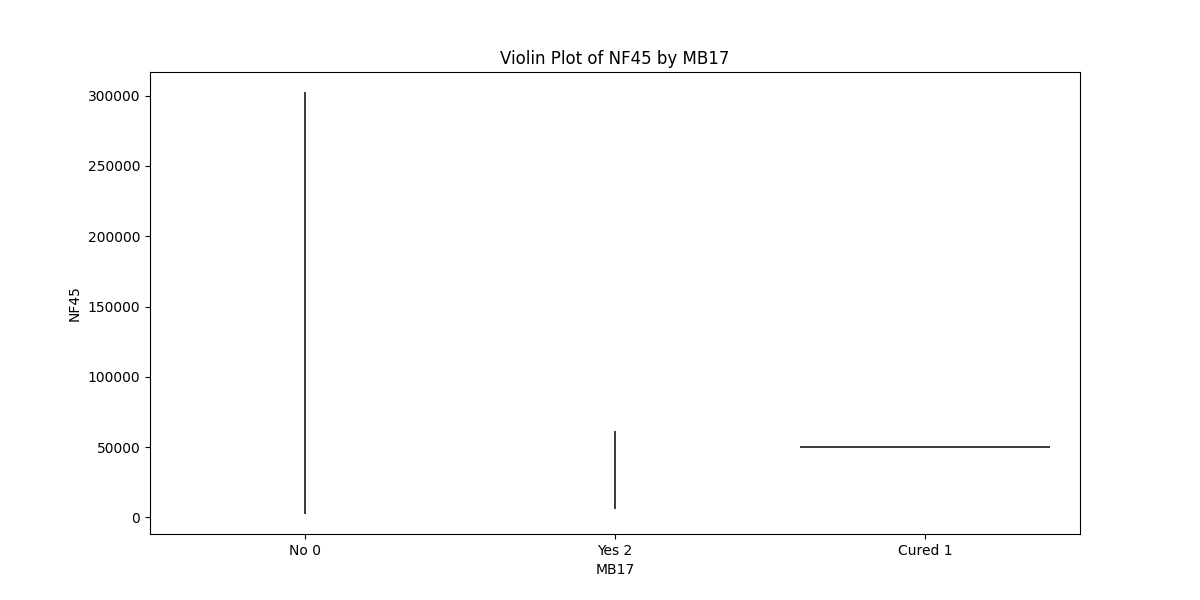 Violin Plot of NF45 by MB17
300000
250000
200000
150000
100000
50000
0
NF45
No 0
Yes 2
Cured 1
MB17